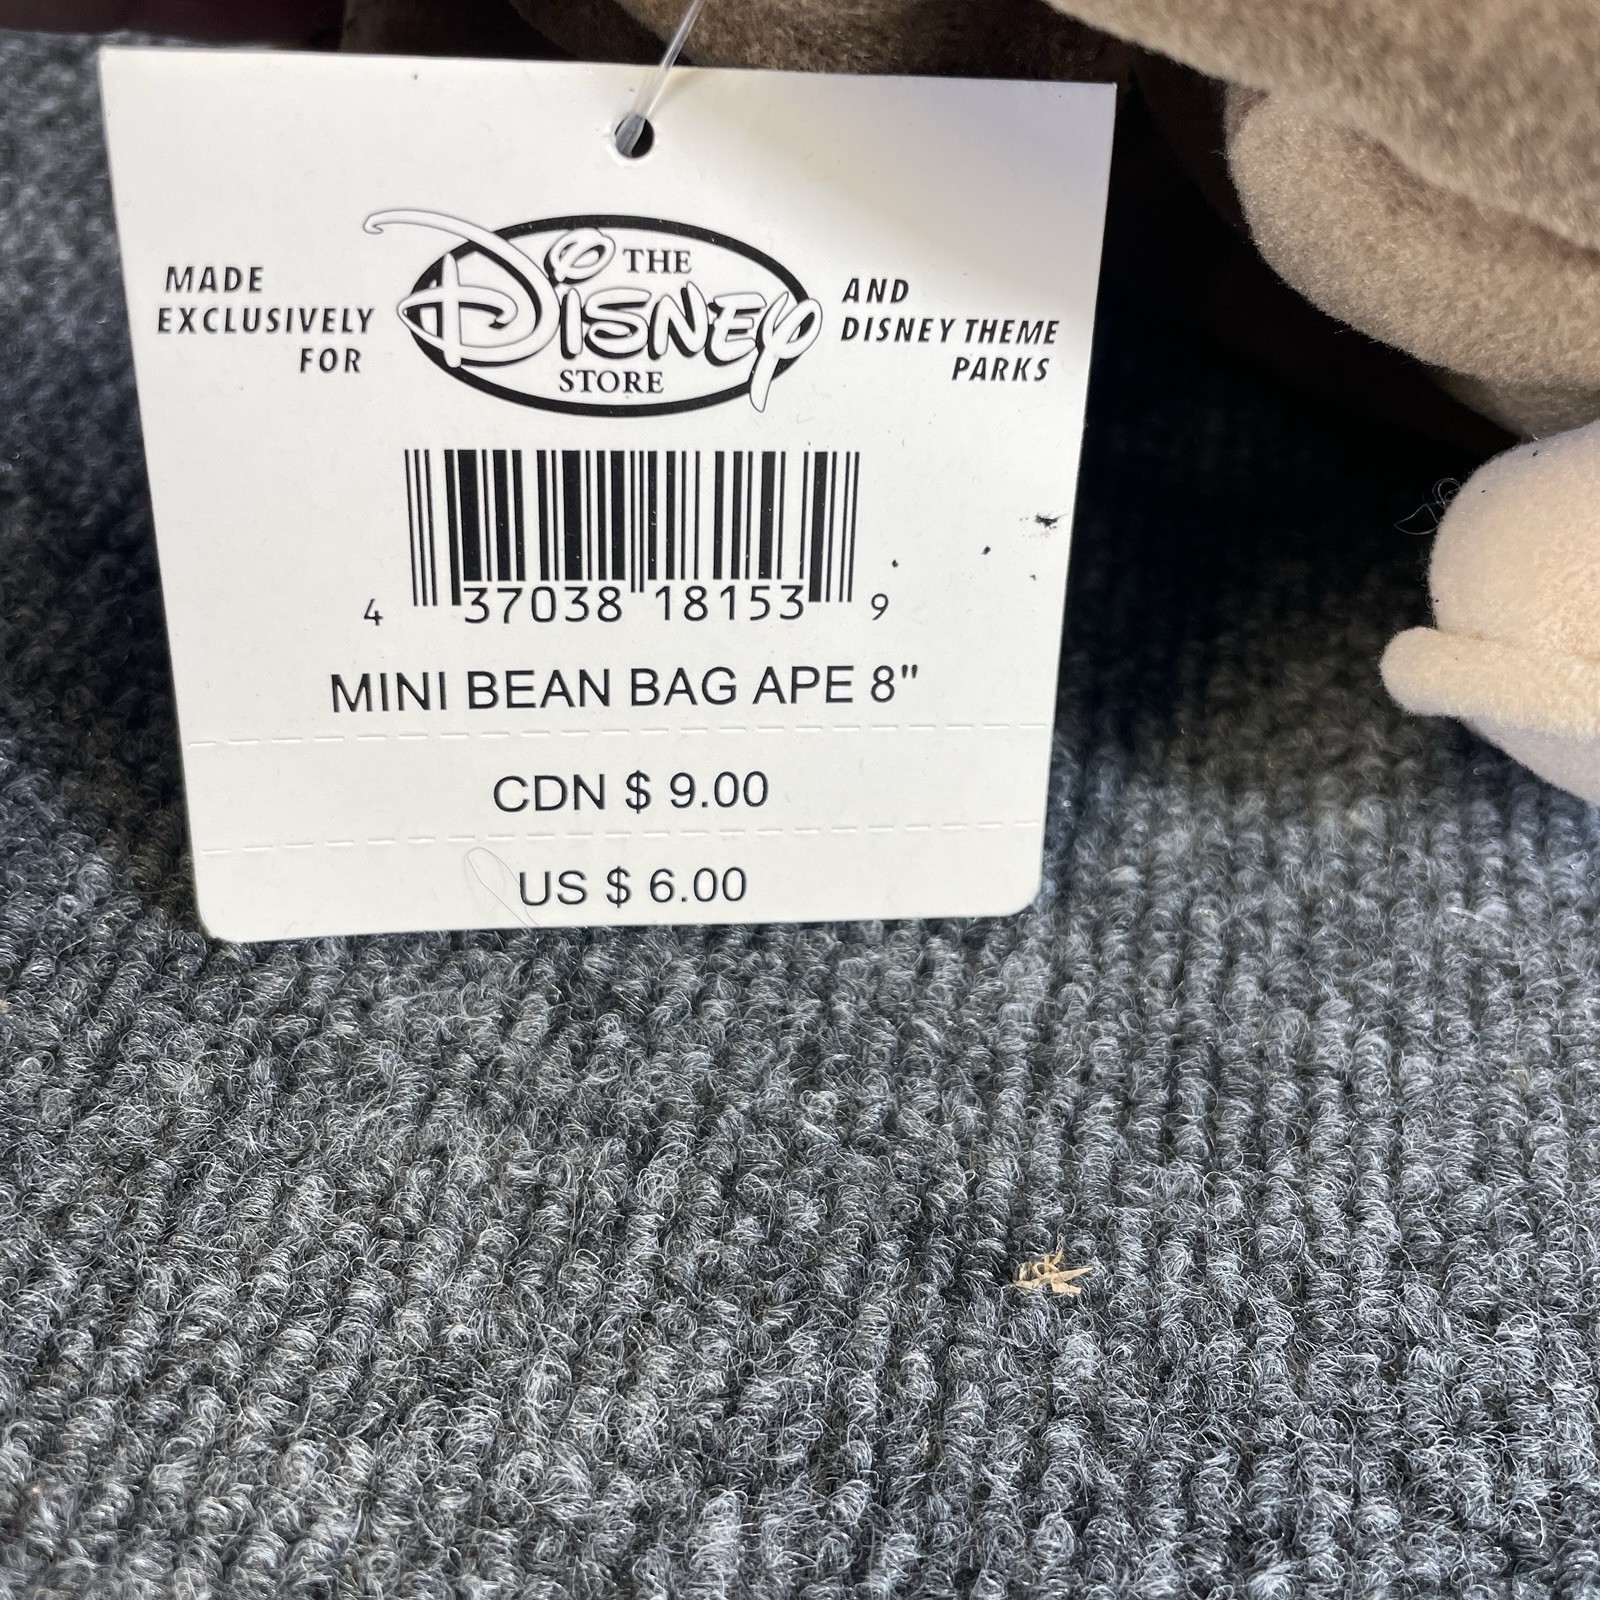 MADE
EXCLUSIVELY
FOR
THE
DISNEY
STORE
AND
DISNEY THEME
PARKS
4 37038 18153 9
MINI BEAN BAG APE 8"
CDN $ 9.00
US $ 6.00